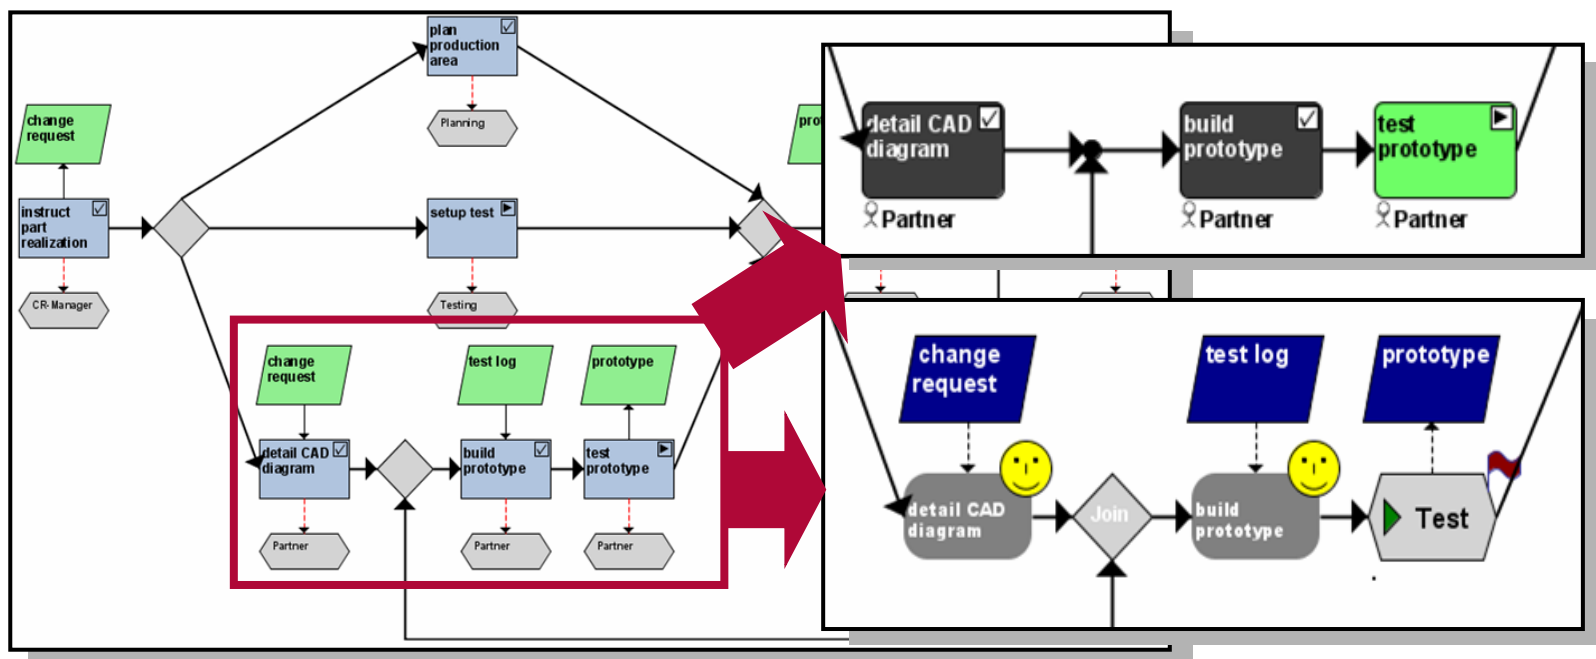 plan
production
area
Planning
change
request
instruct
part
realization
CR-Manager
setup test
Testing
change
request
test log
prototype
detail CAD
diagram
build
prototype
test
prototype
Partner
Partner
Partner
detail CAD
diagram
build
prototype
test
prototype
Partner
Partner
Partner
change
request
test log
prototype
detail CAD
diagram
Join
build
prototype
Test